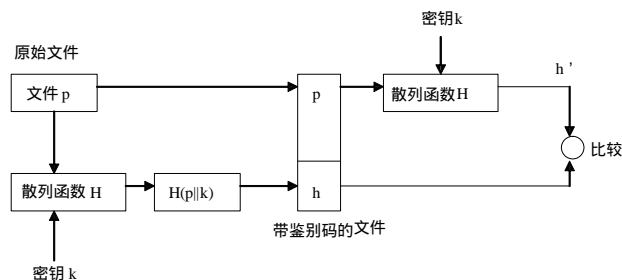 密钥k
原始文件
h '
文件 p
p
散列函数H
比较
散列函数 H
H(p||k)
h
带鉴别码的文件
密钥 k